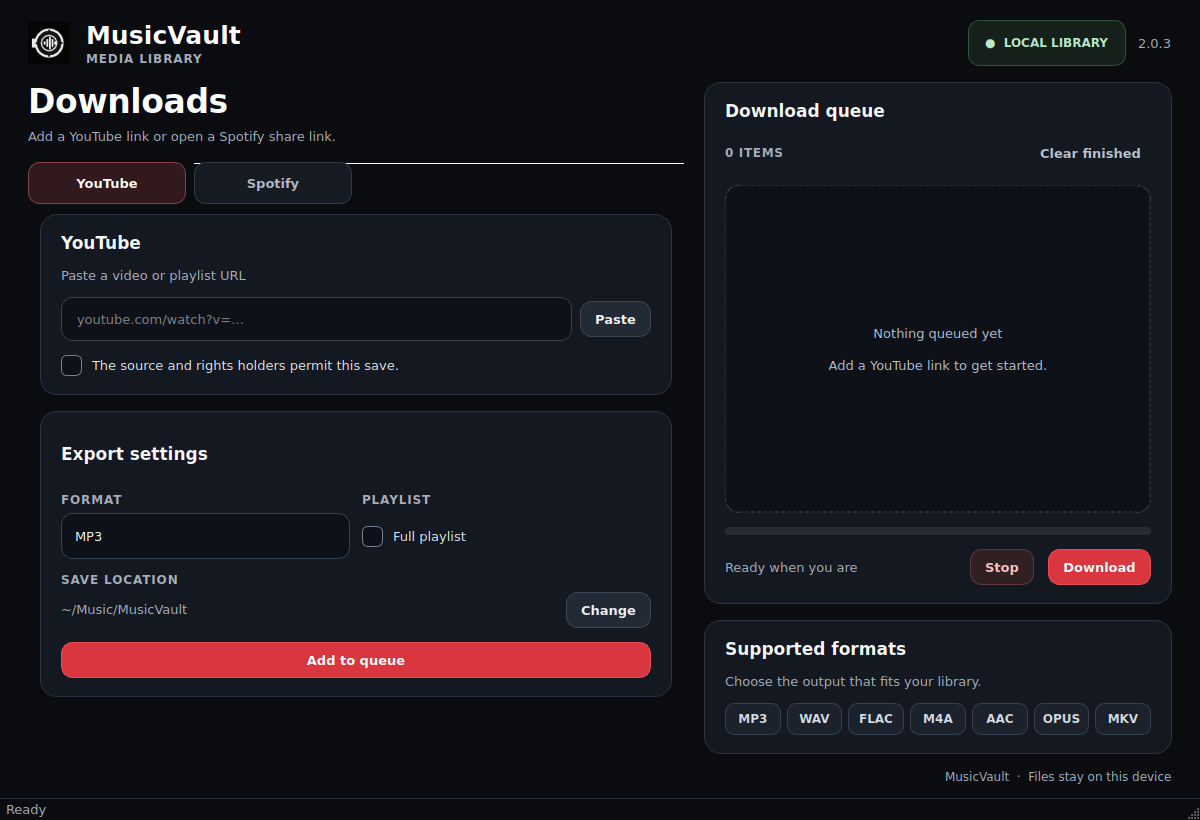 MusicVault
MEDIA LIBRARY
● LOCAL LIBRARY
2.0.3
Downloads
Add a YouTube link or open a Spotify share link.
YouTube
Spotify
YouTube
Paste a video or playlist URL
youtube.com/watch?v=...
Paste
The source and rights holders permit this save.
Export settings
FORMAT
PLAYLIST
MP3
Full playlist
SAVE LOCATION
~/Music/MusicVault
Change
Add to queue
Download queue
0 ITEMS
Clear finished
Nothing queued yet
Add a YouTube link to get started.
Ready when you are
Stop
Download
Supported formats
Choose the output that fits your library.
MP3
WAV
FLAC
M4A
AAC
OPUS
MKV
MusicVault · Files stay on this device
Ready